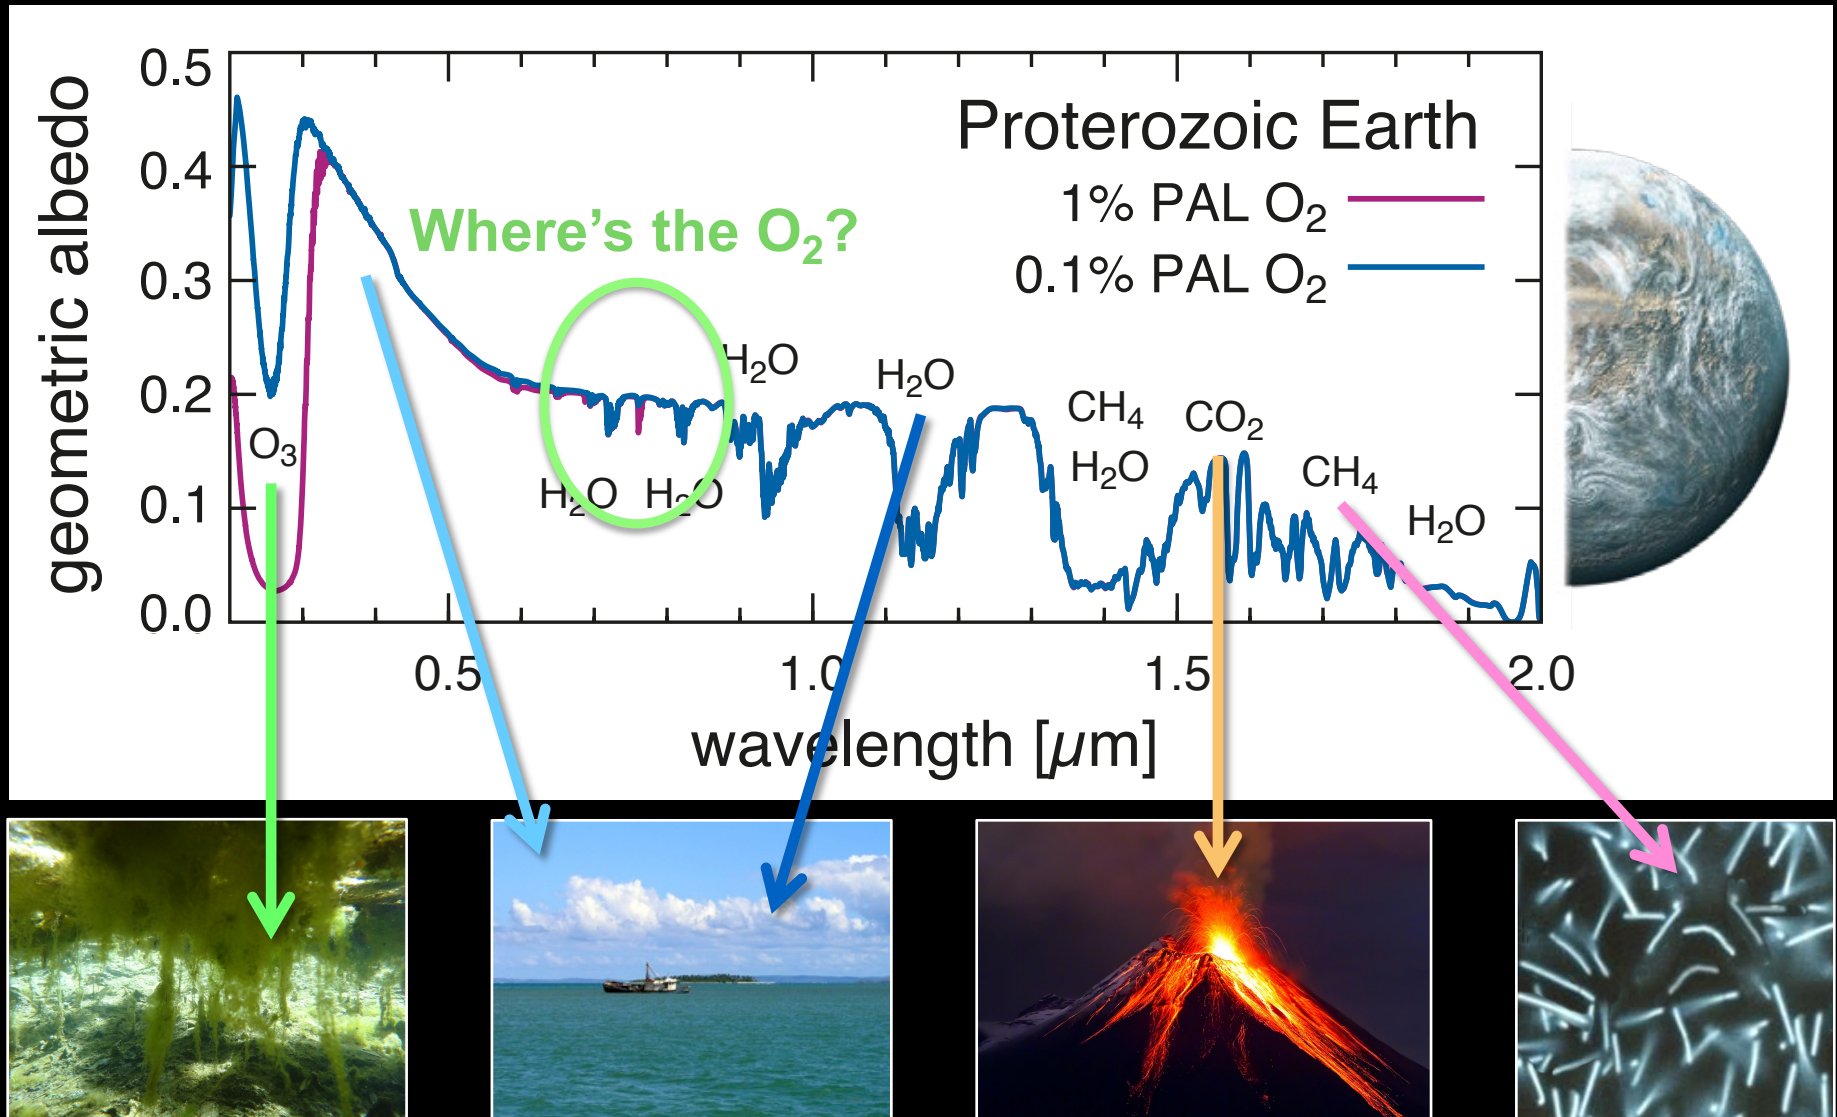 geometric albedo
0.5
0.4
0.3
0.2
0.1
0.0
Proterozoic Earth
1% PAL O₂
0.1% PAL O₂
Where's the O₂?
O₃
H₂O
H₂O
H₂O
H₂O
CH₄
H₂O
CO₂
CH₄
H₂O
0.5
1.0
1.5
2.0
wavelength [μm]